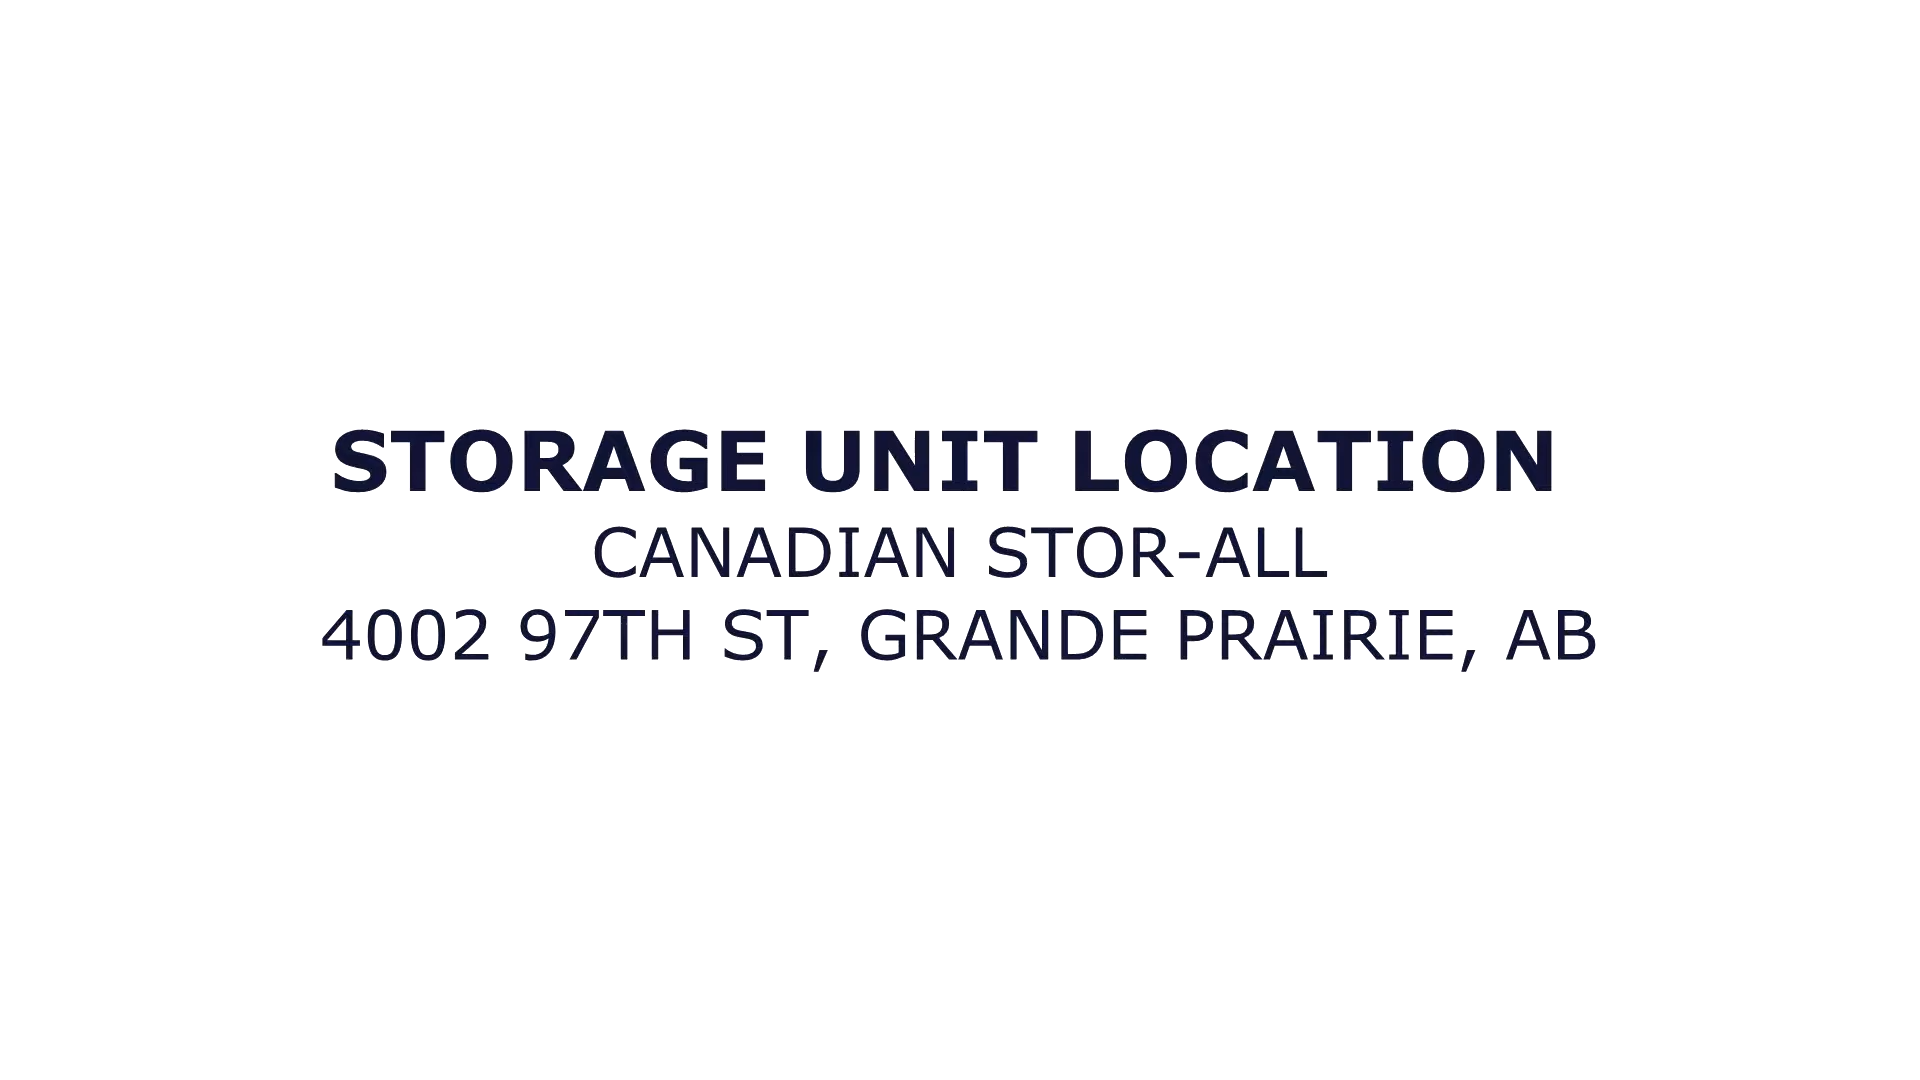 STORAGE UNIT LOCATION
CANADIAN STOR-ALL
4002 97TH ST, GRANDE PRAIRIE, AB